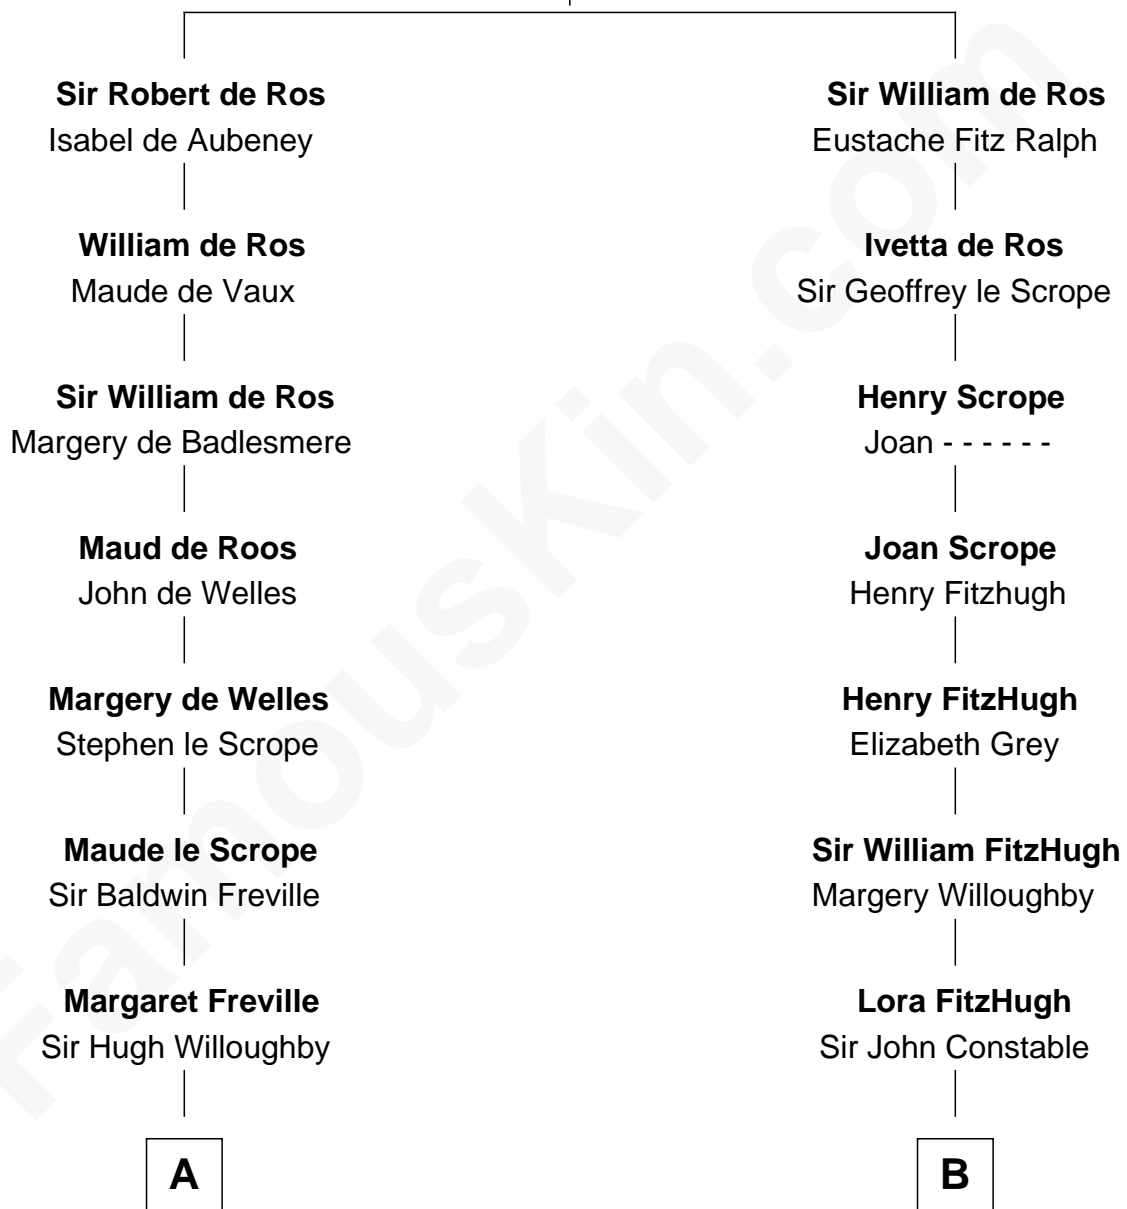 Sir Robert de Ros
Isabel de Aubeney
William de Ros
Maude de Vaux
Sir William de Ros
Margery de Badlesmere
Maud de Roos
John de Welles
Margery de Welles
Stephen le Scrope
Maude le Scrope
Sir Baldwin Freville
Margaret Freville
Sir Hugh Willoughby
A
Sir William de Ros
Eustache Fitz Ralph
Ivetta de Ros
Sir Geoffrey le Scrope
Henry Scrope
Joan - - - - - -
Joan Scrope
Henry Fitzhugh
Henry FitzHugh
Elizabeth Grey
Sir William FitzHugh
Margery Willoughby
Lora FitzHugh
Sir John Constable
B
FamousKin.com